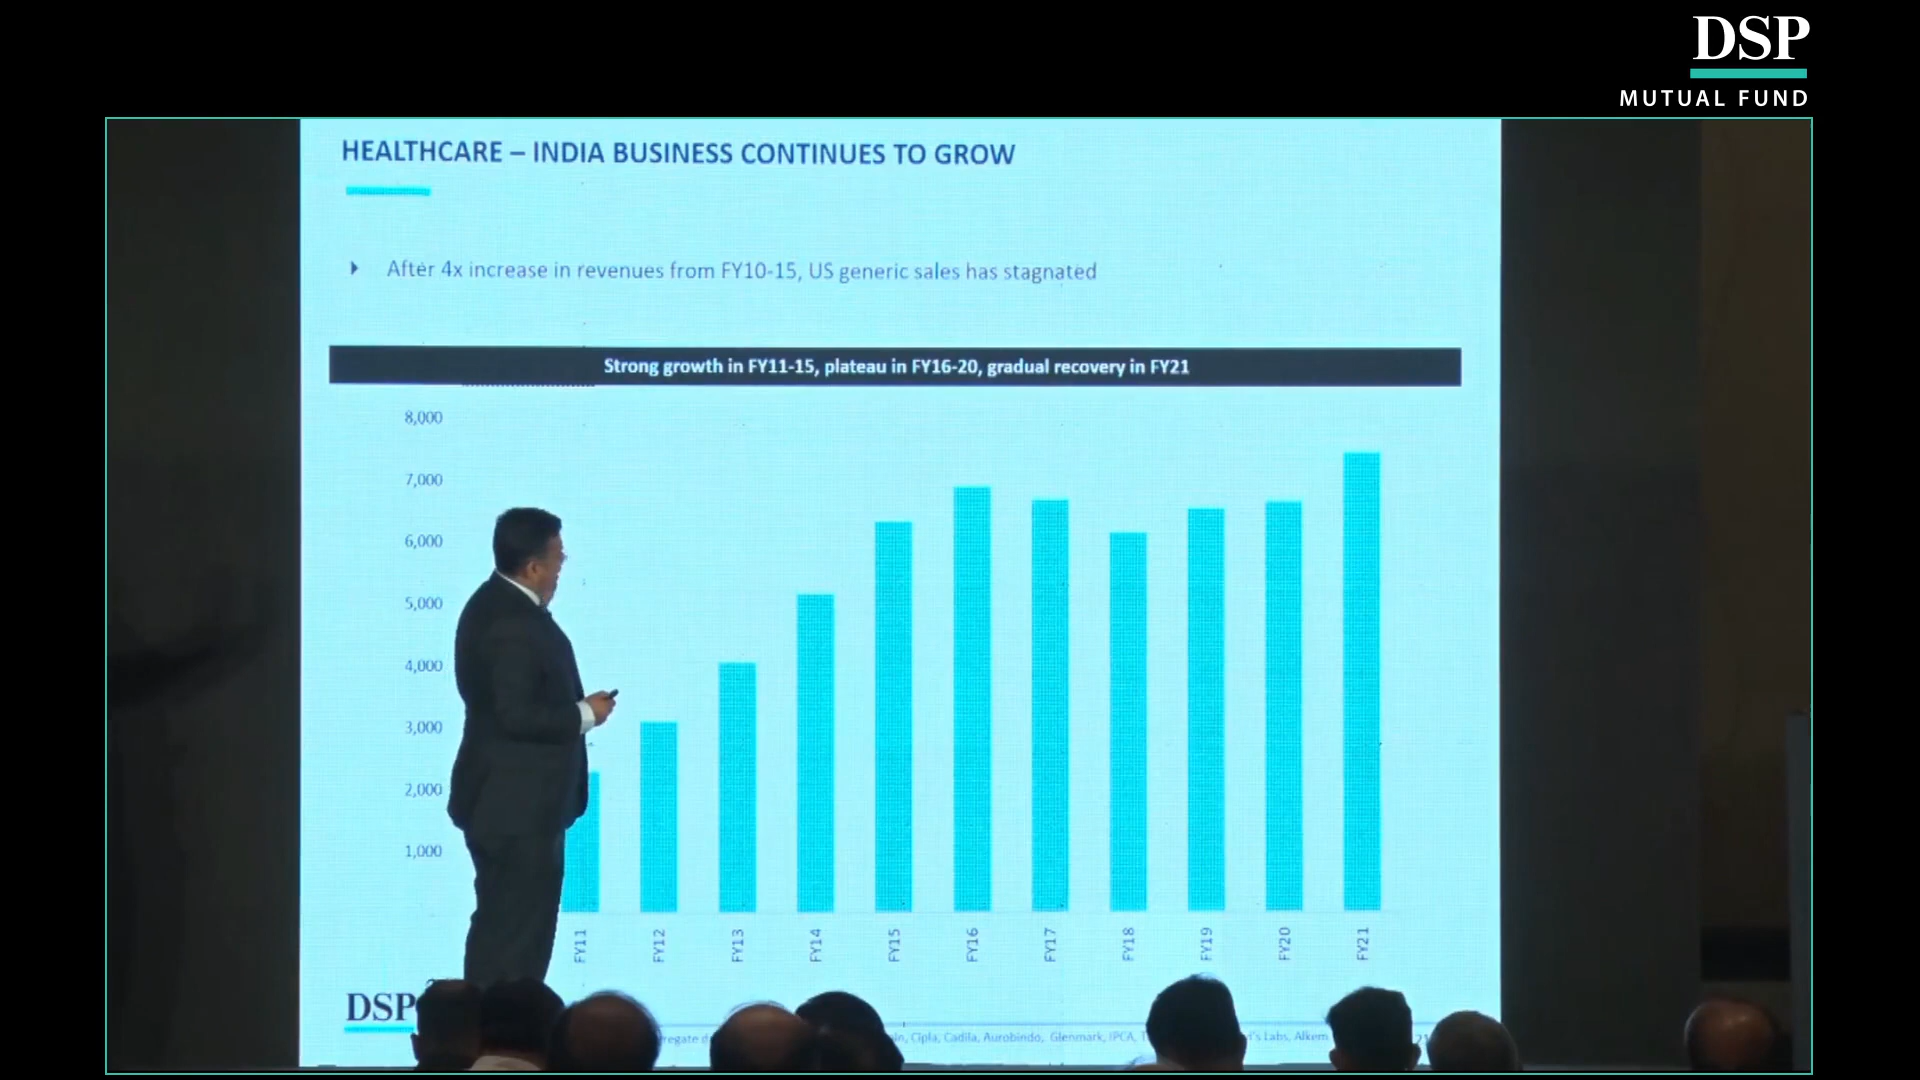 DSP
MUTUAL FUND
HEALTHCARE – INDIA BUSINESS CONTINUES TO GROW
After 4x increase in revenues from FY10-15, US generic sales has stagnated
Strong growth in FY11-15, plateau in FY16-20, gradual recovery in FY21
8,000
7,000
6,000
5,000
4,000
3,000
2,000
1,000
FY11 FY12 FY13 FY14 FY15 FY16 FY17 FY18 FY19 FY20 FY21
DSP
Cipla, Cadila, Aurobindo, Glenmark, IPCA, Labs, Alkem